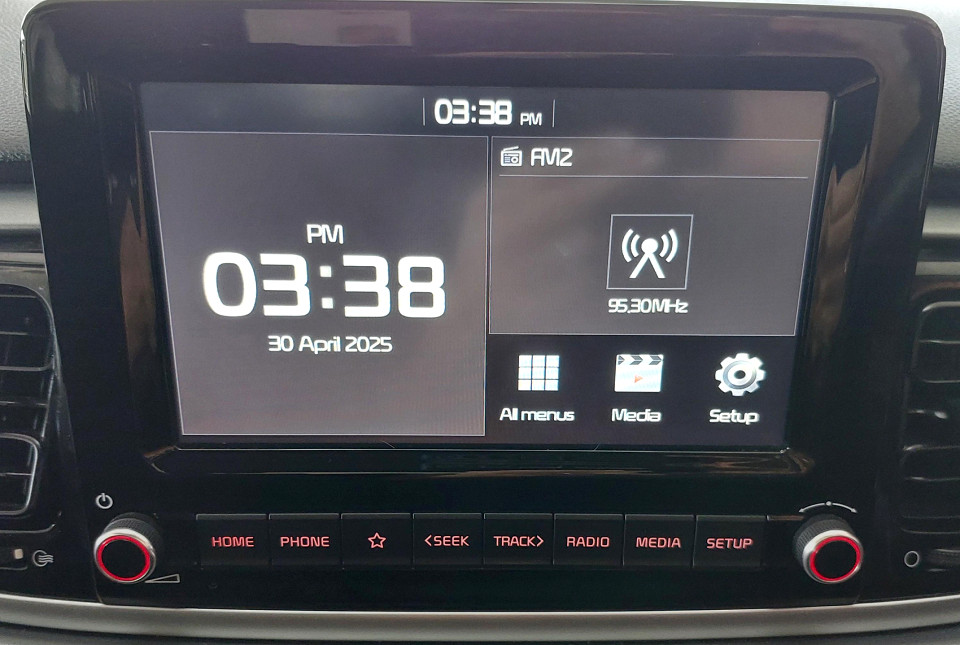 03:38 PM
FM2
PM
03:38
30 April 2025
95.30MHz
All menus
Media
Setup
HOME
PHONE
<SEEK
TRACK>
RADIO
MEDIA
SETUP